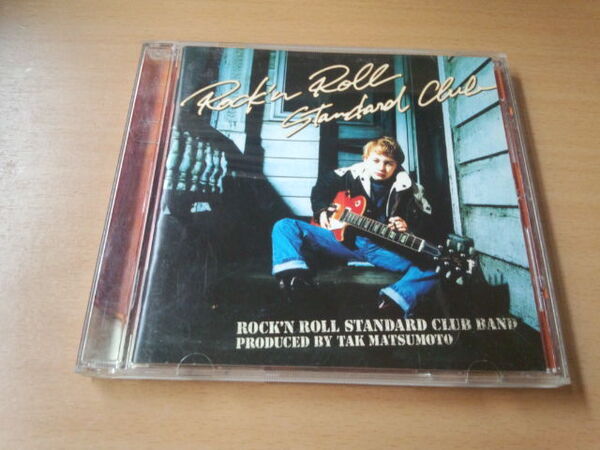 Rock'n Roll
Standard Club
ROCK'N ROLL STANDARD CLUB BAND
PRODUCED BY TAK MATSUMOTO